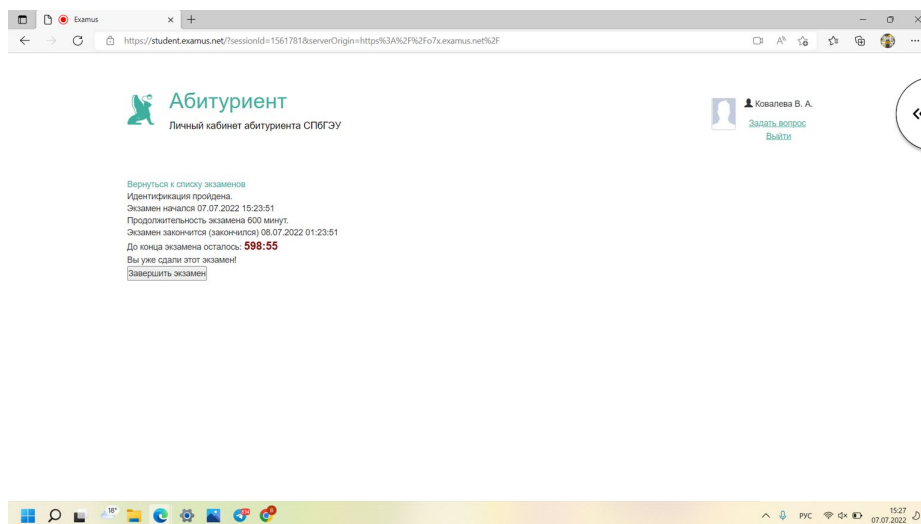 Examus
https://student.examus.net/?sessionId=1561781&serverOrigin=https%3A%2F%2Fo7x.examus.net%2F
Абитуриент
Личный кабинет абитуриента СПбГЭУ
Ковалева В. А.
Задать вопрос
Выйти
Вернуться к списку экзаменов
Идентификация пройдена.
Экзамен начался 07.07.2022 15:23:51
Продолжительность экзамена 600 минут.
Экзамен закончится (закончился) 08.07.2022 01:23:51
До конца экзамена осталось: 598:55
Вы уже сдали этот экзамен!
Завершить экзамен
18°
РУС
15:27
07.07.2022